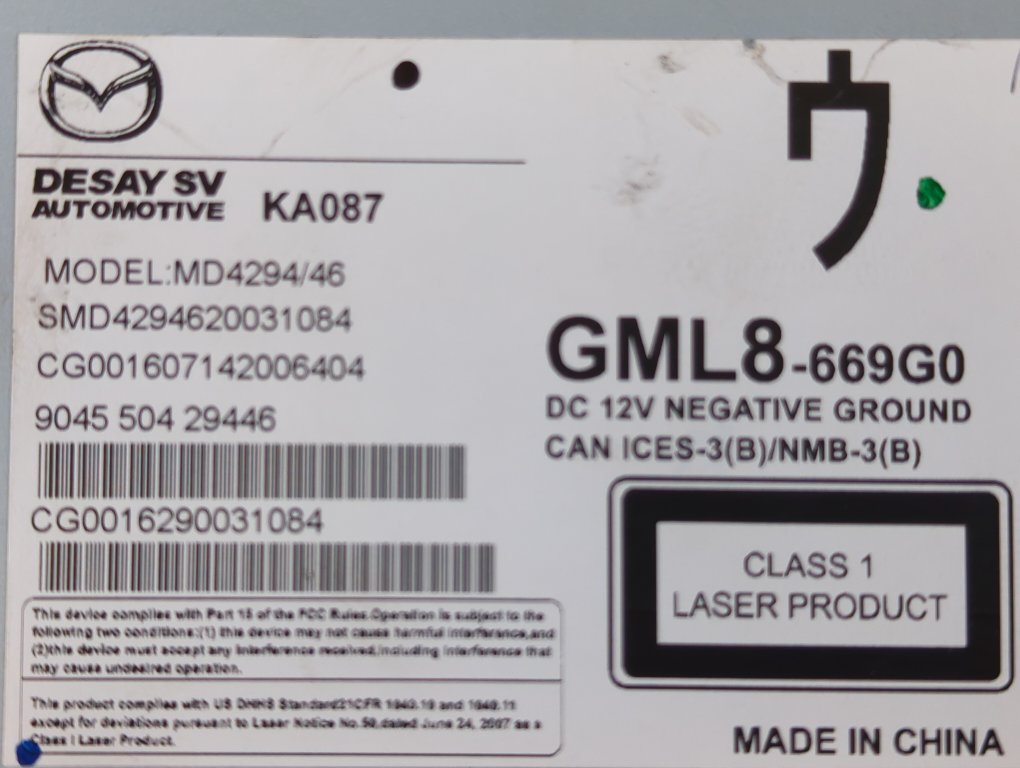 DESAY SV
AUTOMOTIVE
KA087
MODEL:MD4294/46
SMD4294620031084
CG001607142006404
9045 504 29446
CG0016290031084
This device complies with Part 15 of the FCC Rules.Operation is subject to the
following two conditions:(1) this device may not cause harmful interference,and
(2)this device must accept any interference received,including interference that
may cause undesired operation.
This product complies with US DHHS Standard21CFR 1040.10 and 1040.11
except for deviations pursuant to Laser Notice No.50,dated June 24, 2007 as a
Class I Laser Product.
ウ
GML8-669G0
DC 12V NEGATIVE GROUND
CAN ICES-3(B)/NMB-3(B)
CLASS 1
LASER PRODUCT
MADE IN CHINA